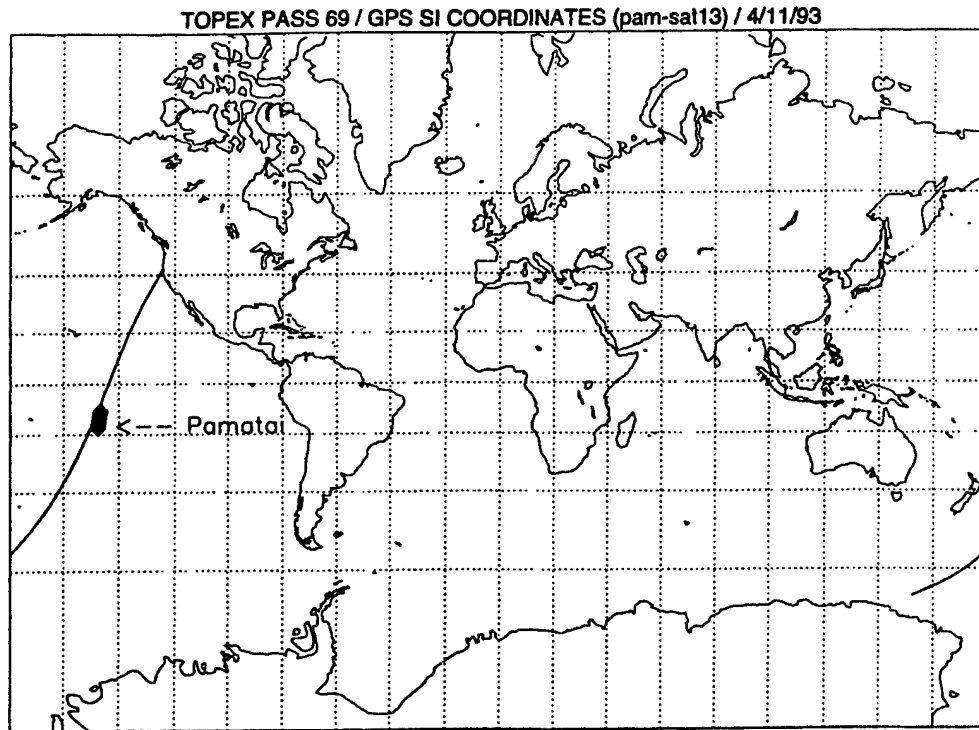 TOPEX PASS 69 / GPS SI COORDINATES (pam-sat13) / 4/11/93
<-- Pamatai